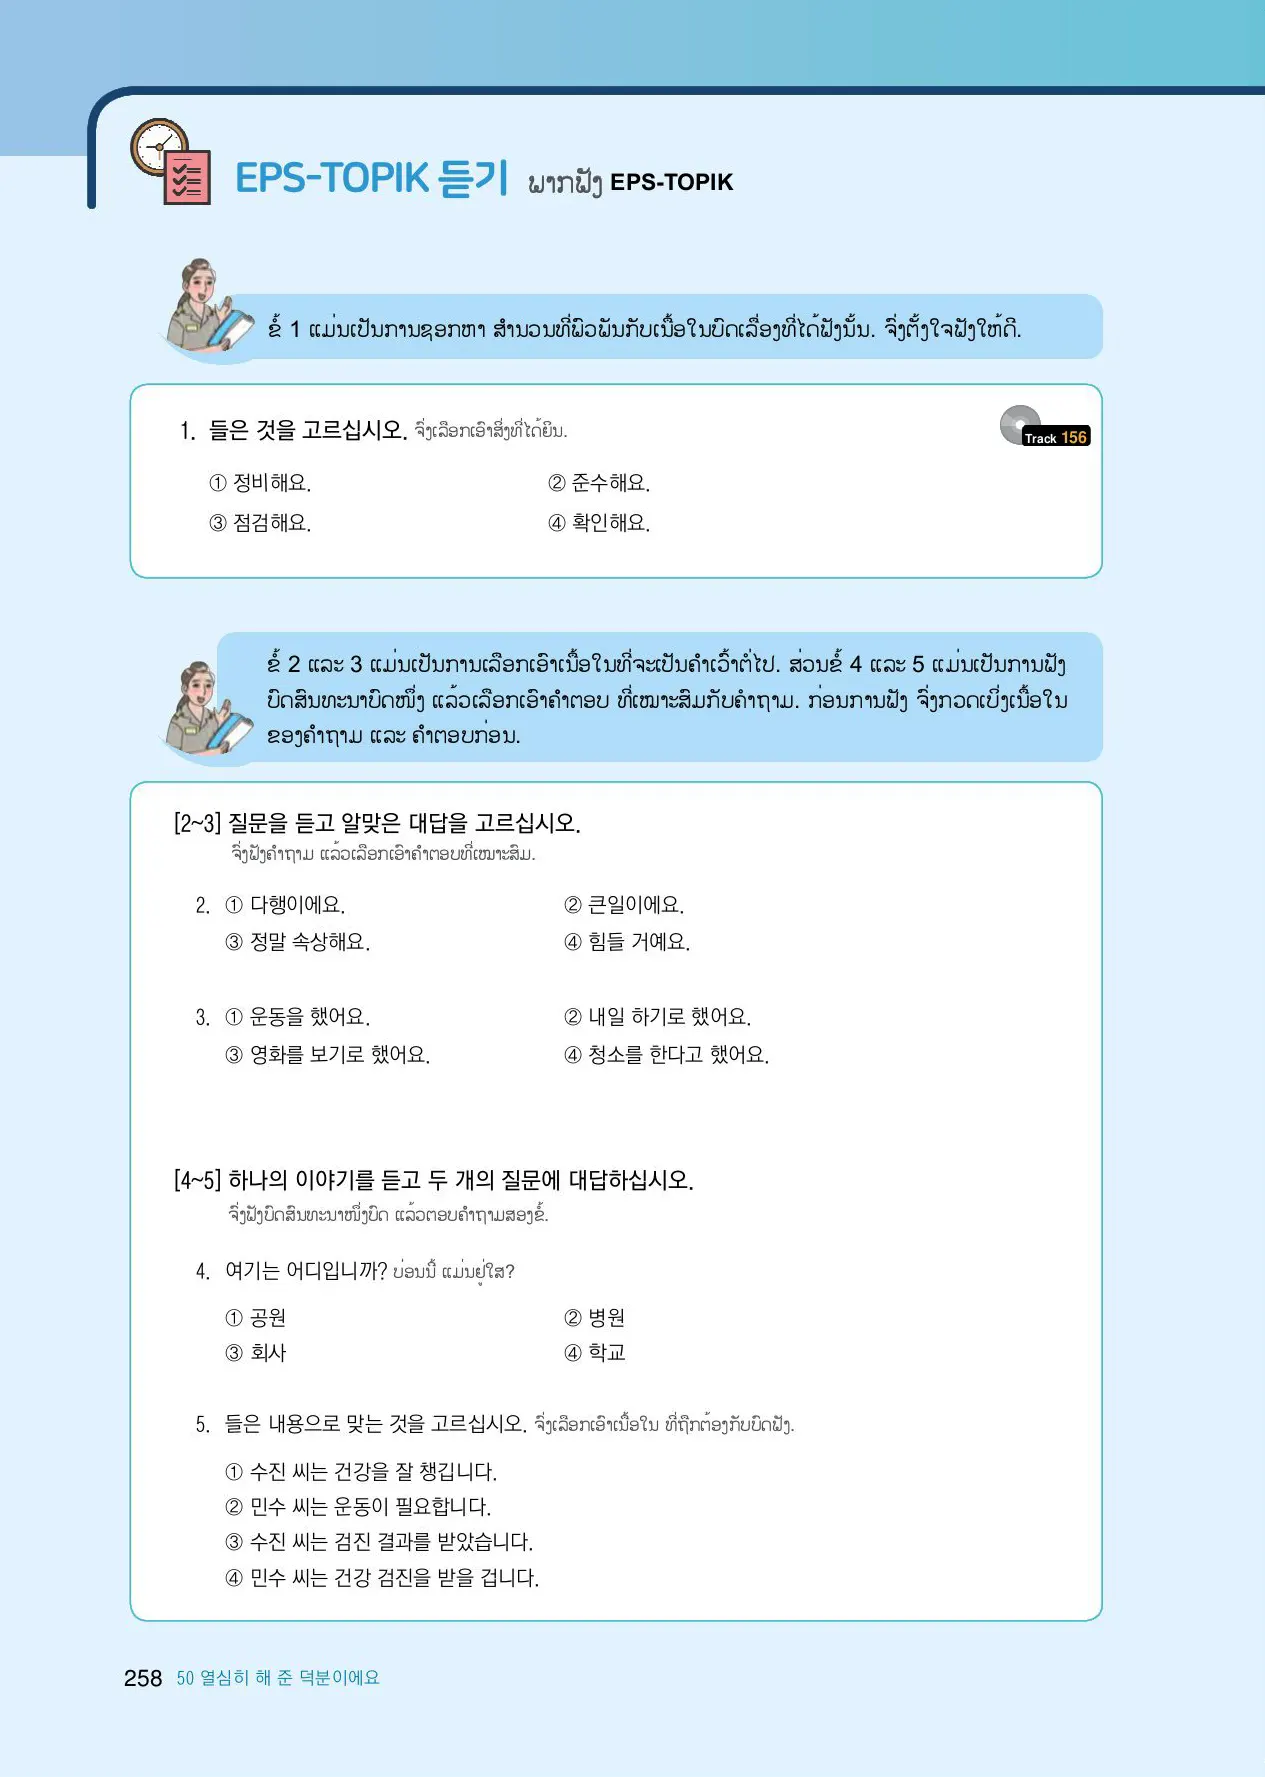 EPS-TOPIK 듣기 ພາກຟັງ EPS-TOPIK
ຂໍ້ 1 ແມ່ນເປັນການຊອກຫາ ສຳນວນທີ່ພົວພັນກັບເນື້ອໃນບົດເລື່ອງທີ່ໄດ້ຟັງນັ້ນ. ຈົ່ງຕັ້ງໃຈຟັງໃຫ້ດີ.
1. 들은 것을 고르십시오. ຈົ່ງເລືອກເອົາສິ່ງທີ່ໄດ້ຍິນ.
Track 156
① 정비해요. ② 준수해요.
③ 점검해요. ④ 확인해요.
ຂໍ້ 2 ແລະ 3 ແມ່ນເປັນການເລືອກເອົາເນື້ອໃນທີ່ຈະເປັນຄຳເວົ້າຕໍ່ໄປ. ສ່ວນຂໍ້ 4 ແລະ 5 ແມ່ນເປັນການຟັງ
ບົດສົນທະນາບົດໜຶ່ງ ແລ້ວເລືອກເອົາຄຳຕອບ ທີ່ເໝາະສົມກັບຄຳຖາມ. ກ່ອນການຟັງ ຈົ່ງກວດເບິ່ງເນື້ອໃນ
ຂອງຄຳຖາມ ແລະ ຄຳຕອບກ່ອນ.
[2~3] 질문을 듣고 알맞은 대답을 고르십시오.
ຈົ່ງຟັງຄຳຖາມ ແລ້ວເລືອກເອົາຄຳຕອບທີ່ເໝາະສົມ.
2. ① 다행이에요. ② 큰일이에요.
③ 정말 속상해요. ④ 힘들 거예요.
3. ① 운동을 했어요. ② 내일 하기로 했어요.
③ 영화를 보기로 했어요. ④ 청소를 한다고 했어요.
[4~5] 하나의 이야기를 듣고 두 개의 질문에 대답하십시오.
ຈົ່ງຟັງບົດສົນທະນາໜຶ່ງບົດ ແລ້ວຕອບຄຳຖາມສອງຂໍ້.
4. 여기는 어디입니까? ບ່ອນນີ້ ແມ່ນຢູ່ໃສ?
① 공원 ② 병원
③ 회사 ④ 학교
5. 들은 내용으로 맞는 것을 고르십시오. ຈົ່ງເລືອກເອົາເນື້ອໃນ ທີ່ຖືກຕ້ອງກັບບົດຟັງ.
① 수진 씨는 건강을 잘 챙깁니다.
② 민수 씨는 운동이 필요합니다.
③ 수진 씨는 검진 결과를 받았습니다.
④ 민수 씨는 건강 검진을 받을 겁니다.
258 50 열심히 해 준 덕분이에요